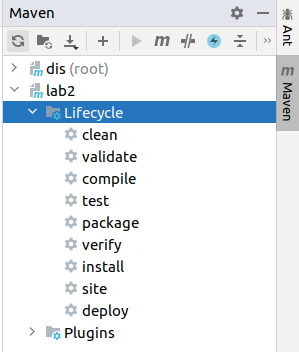 Maven
m
dis (root)
lab2
Lifecycle
clean
validate
compile
test
package
verify
install
site
deploy
Plugins
Ant
m Maven